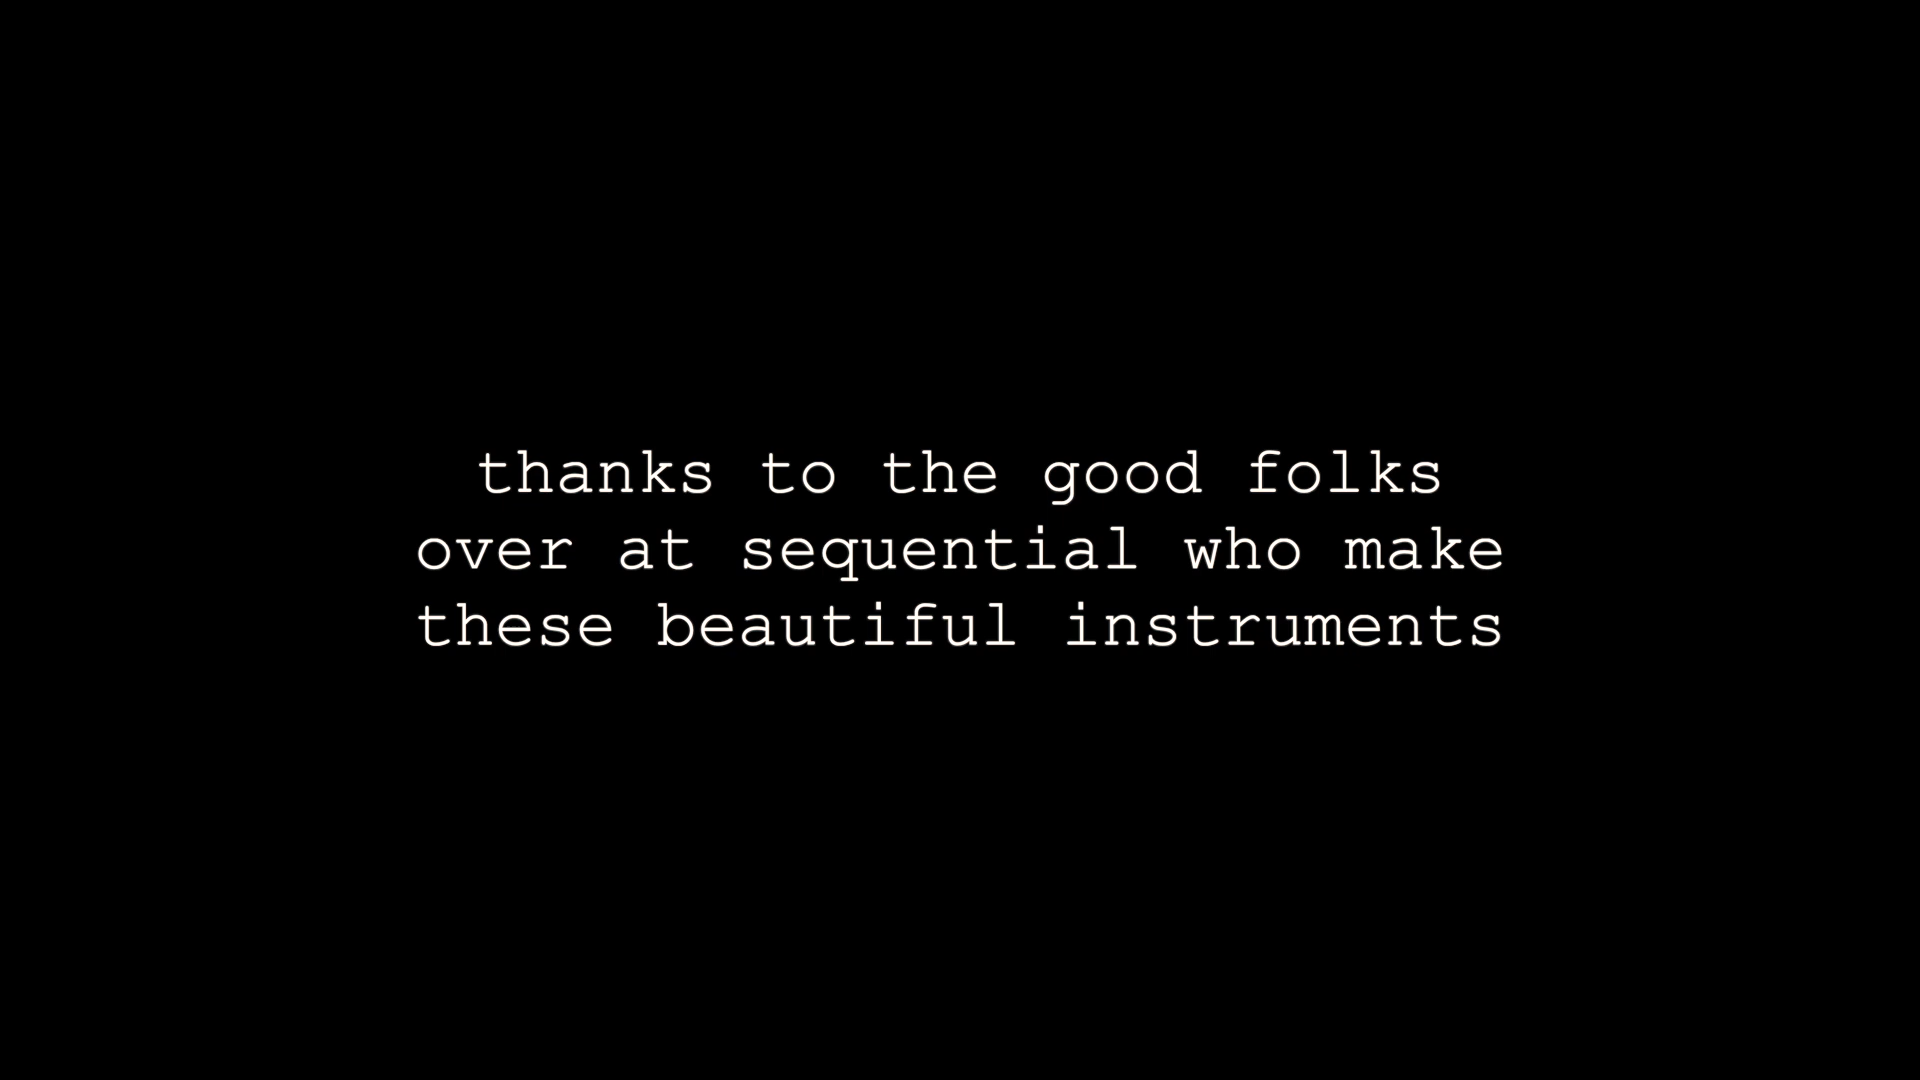 thanks to the good folks
over at sequential who make
these beautiful instruments